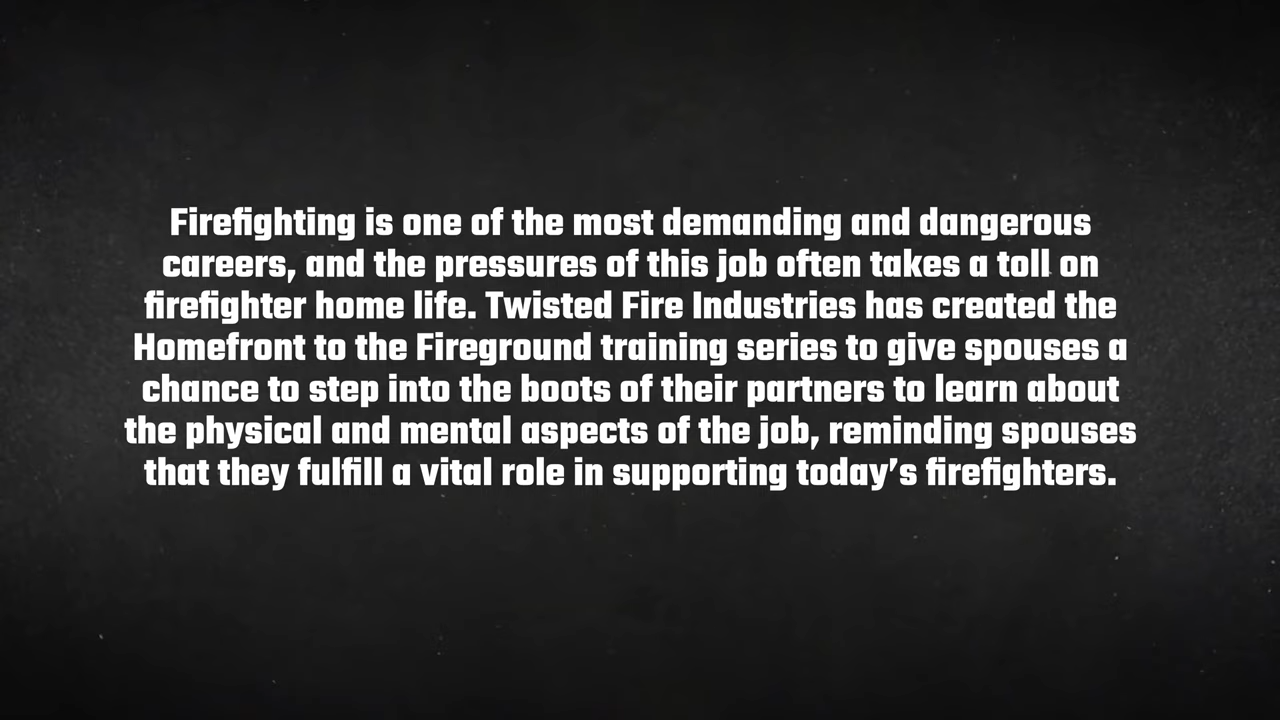 Firefighting is one of the most demanding and dangerous
careers, and the pressures of this job often takes a toll on
firefighter home life. Twisted Fire Industries has created the
Homefront to the Fireground training series to give spouses a
chance to step into the boots of their partners to learn about
the physical and mental aspects of the job, reminding spouses
that they fulfill a vital role in supporting today’s firefighters.